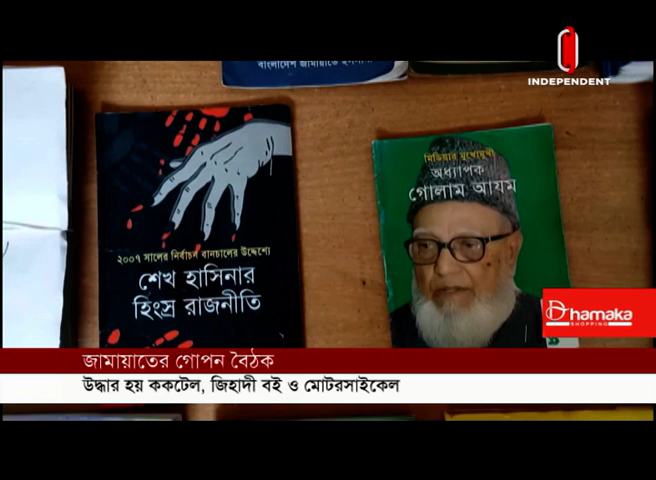 বাংলাদেশ জামায়াতে ইসলামী
INDEPENDENT
২০০৭ সালের নির্বাচন বানচালের উদ্দেশ্যে
শেখ হাসিনার
হিংস্র রাজনীতি
মিডিয়ার মুখোমুখী
অধ্যাপক
গোলাম আযম
Dhamaka
SHOPPING
জামায়াতের গোপন বৈঠক
উদ্ধার হয় ককটেল, জিহাদী বই ও মোটরসাইকেল